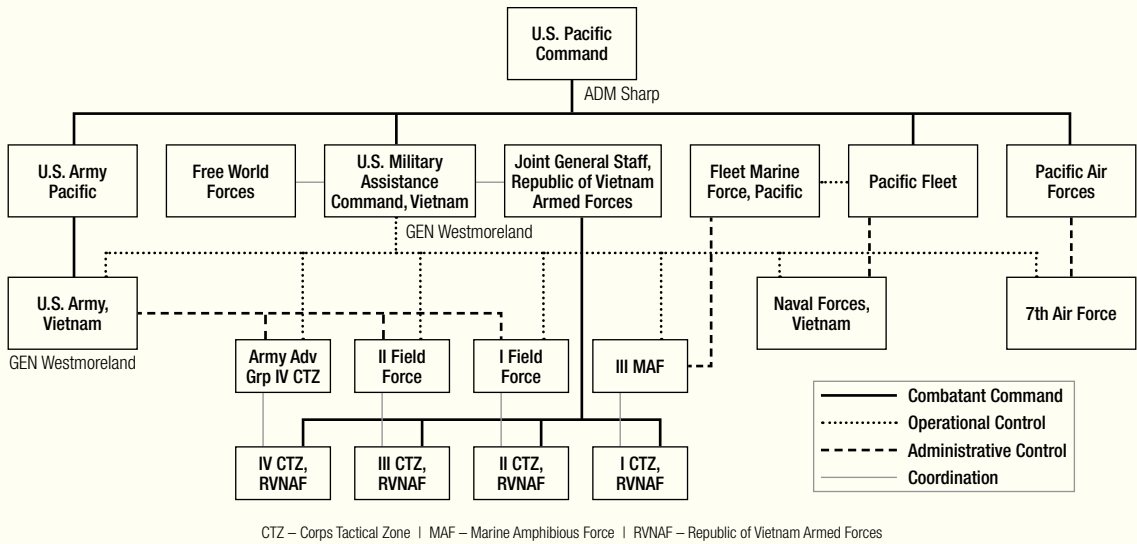 U.S. Pacific
Command
ADM Sharp
U.S. Army
Pacific
Free World
Forces
U.S. Military
Assistance
Command, Vietnam
Joint General Staff,
Republic of Vietnam
Armed Forces
Fleet Marine
Force, Pacific
Pacific Fleet
Pacific Air
Forces
GEN Westmoreland
U.S. Army,
Vietnam
GEN Westmoreland
Naval Forces,
Vietnam
7th Air Force
Army Adv
Grp IV CTZ
II Field
Force
I Field
Force
III MAF
IV CTZ,
RVNAF
III CTZ,
RVNAF
II CTZ,
RVNAF
I CTZ,
RVNAF
Combatant Command
Operational Control
Administrative Control
Coordination
CTZ – Corps Tactical Zone | MAF – Marine Amphibious Force | RVNAF – Republic of Vietnam Armed Forces